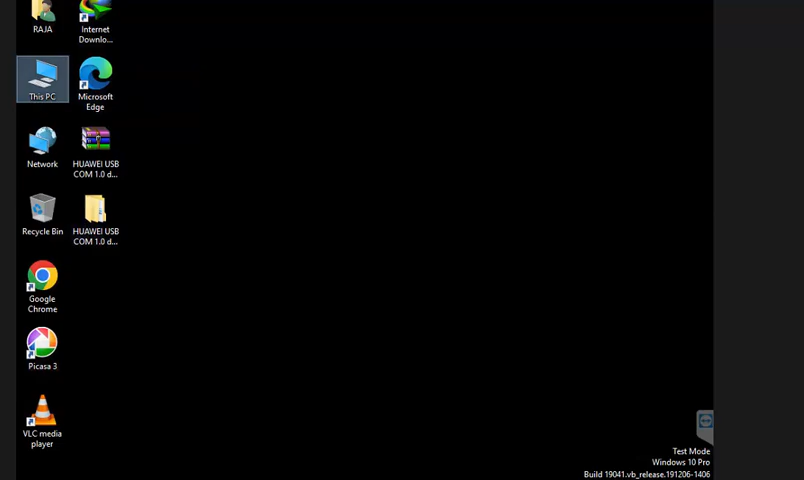 RAJA
Internet
Downlo...
This PC
Microsoft
Edge
Network
HUAWEI USB
COM 1.0 d...
Recycle Bin
HUAWEI USB
COM 1.0 d...
Google
Chrome
Picasa 3
VLC media
player
Test Mode
Windows 10 Pro
Build 19041.vb_release.191206-1406